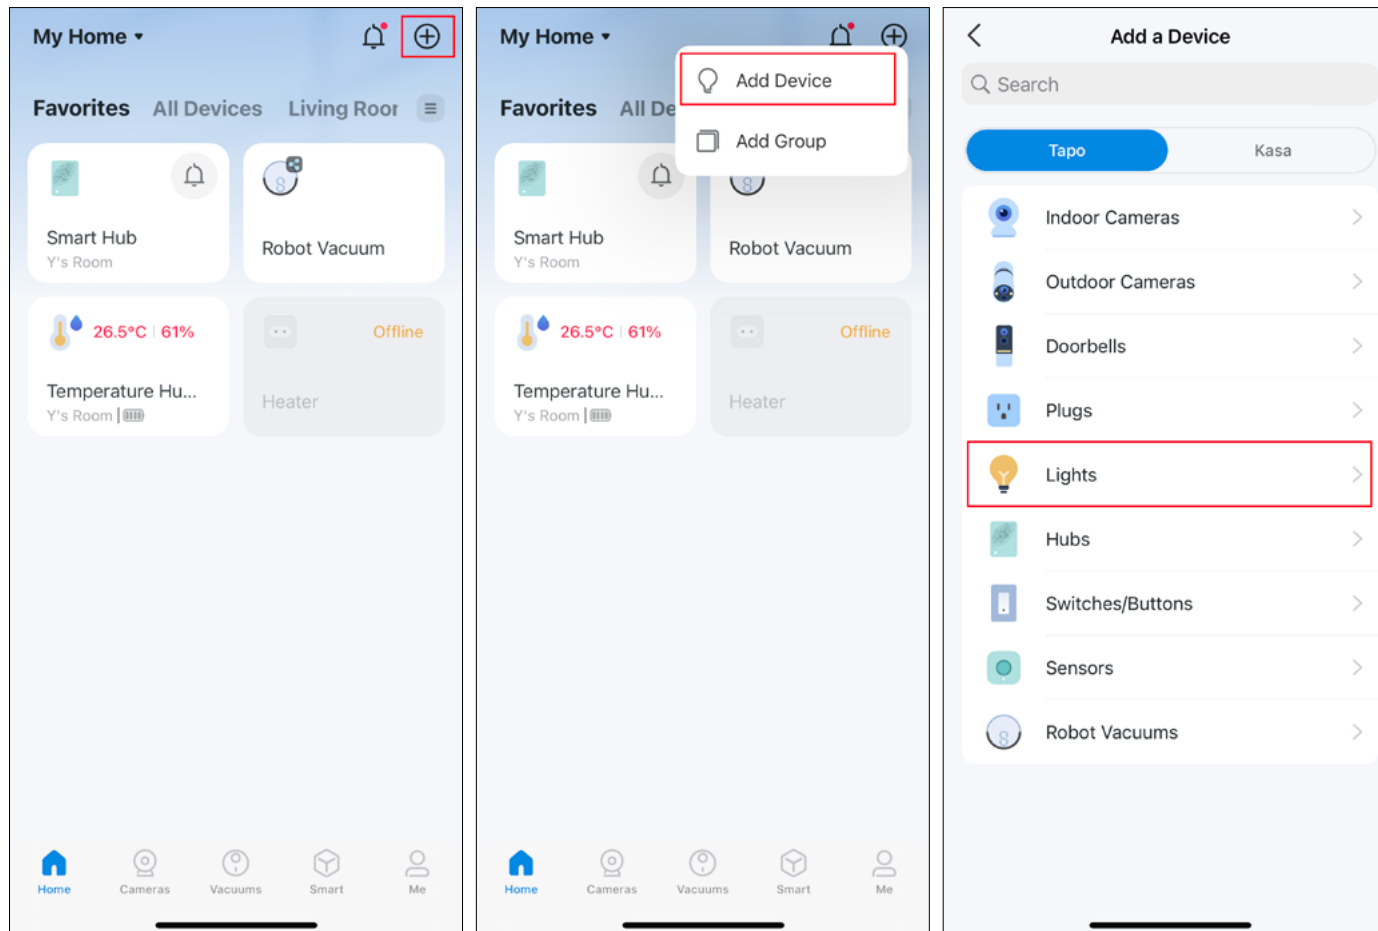 My Home
Favorites All Devices Living Roor
Smart Hub
Y's Room
8
Robot Vacuum
26.5°C 61%
Temperature Hu...
Y's Room
Offline
Heater
Home Cameras Vacuums Smart Me
My Home
Add Device
Add Group
Favorites All De
Smart Hub
Y's Room
8
Robot Vacuum
26.5°C 61%
Temperature Hu...
Y's Room
Offline
Heater
Home Cameras Vacuums Smart Me
Add a Device
Search
Tapo Kasa
Indoor Cameras
Outdoor Cameras
Doorbells
Plugs
Lights
Hubs
Switches/Buttons
Sensors
8
Robot Vacuums